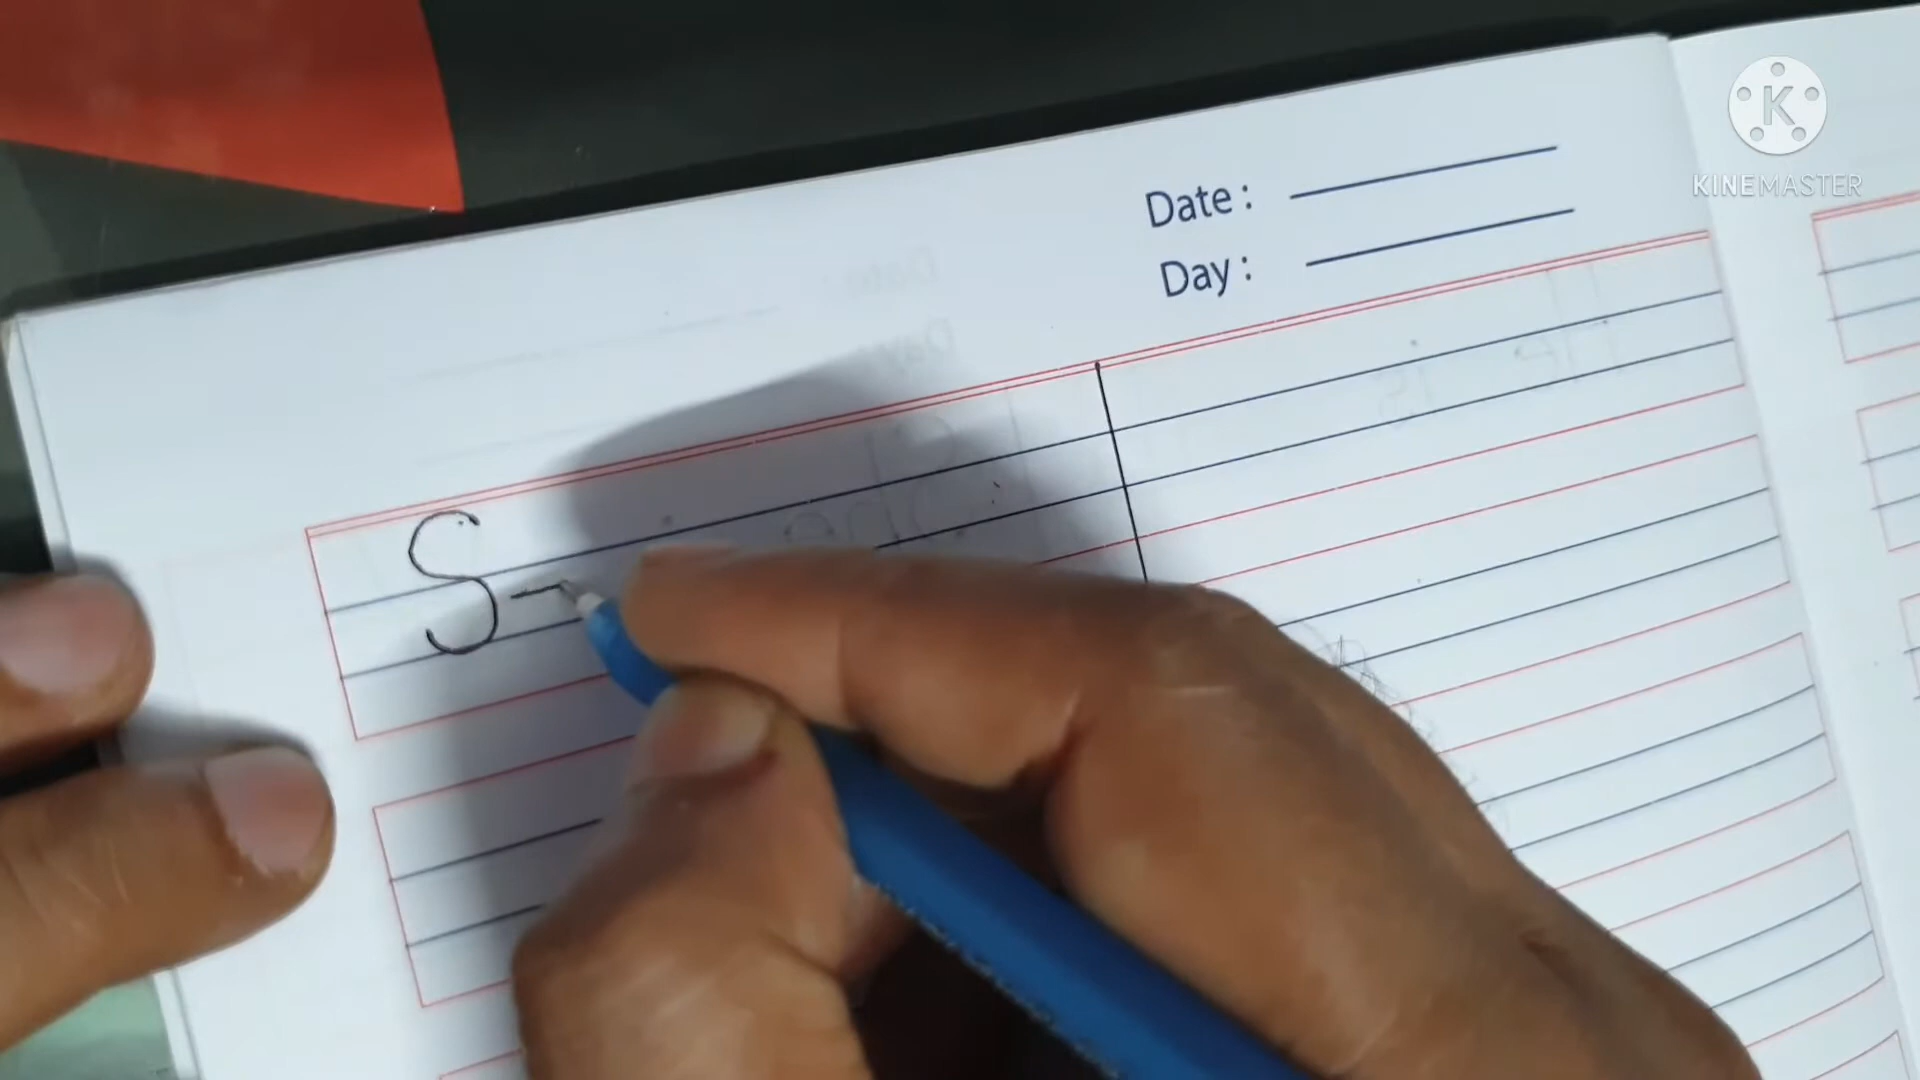 KINEMASTER
Date :
Day :
S-